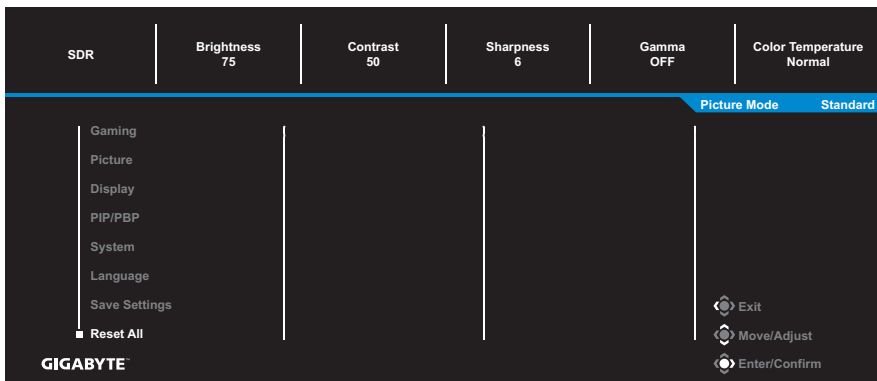 SDR
Brightness
75
Contrast
50
Sharpness
6
Gamma
OFF
Color Temperature
Normal
Picture Mode Standard
Gaming
Picture
Display
PIP/PBP
System
Language
Save Settings
Reset All
Exit
Move/Adjust
Enter/Confirm
GIGABYTE™